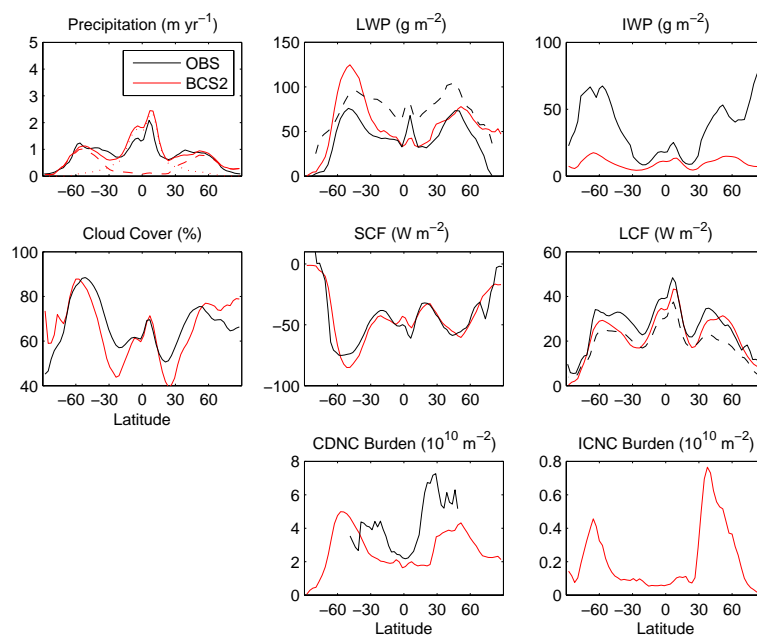 Precipitation (m yr⁻¹)
5
4
3
2
1
0
−60 −30 0 30 60
OBS
BCS2
LWP (g m⁻²)
150
100
50
0
−60 −30 0 30 60
IWP (g m⁻²)
100
80
60
40
20
0
−60 −30 0 30 60
Cloud Cover (%)
100
80
60
40
−60 −30 0 30 60
Latitude
SCF (W m⁻²)
0
−50
−100
−60 −30 0 30 60
LCF (W m⁻²)
60
40
20
0
−60 −30 0 30 60
CDNC Burden (10¹⁰ m⁻²)
8
6
4
2
0
−60 −30 0 30 60
Latitude
ICNC Burden (10¹⁰ m⁻²)
0.8
0.6
0.4
0.2
0
−60 −30 0 30 60
Latitude